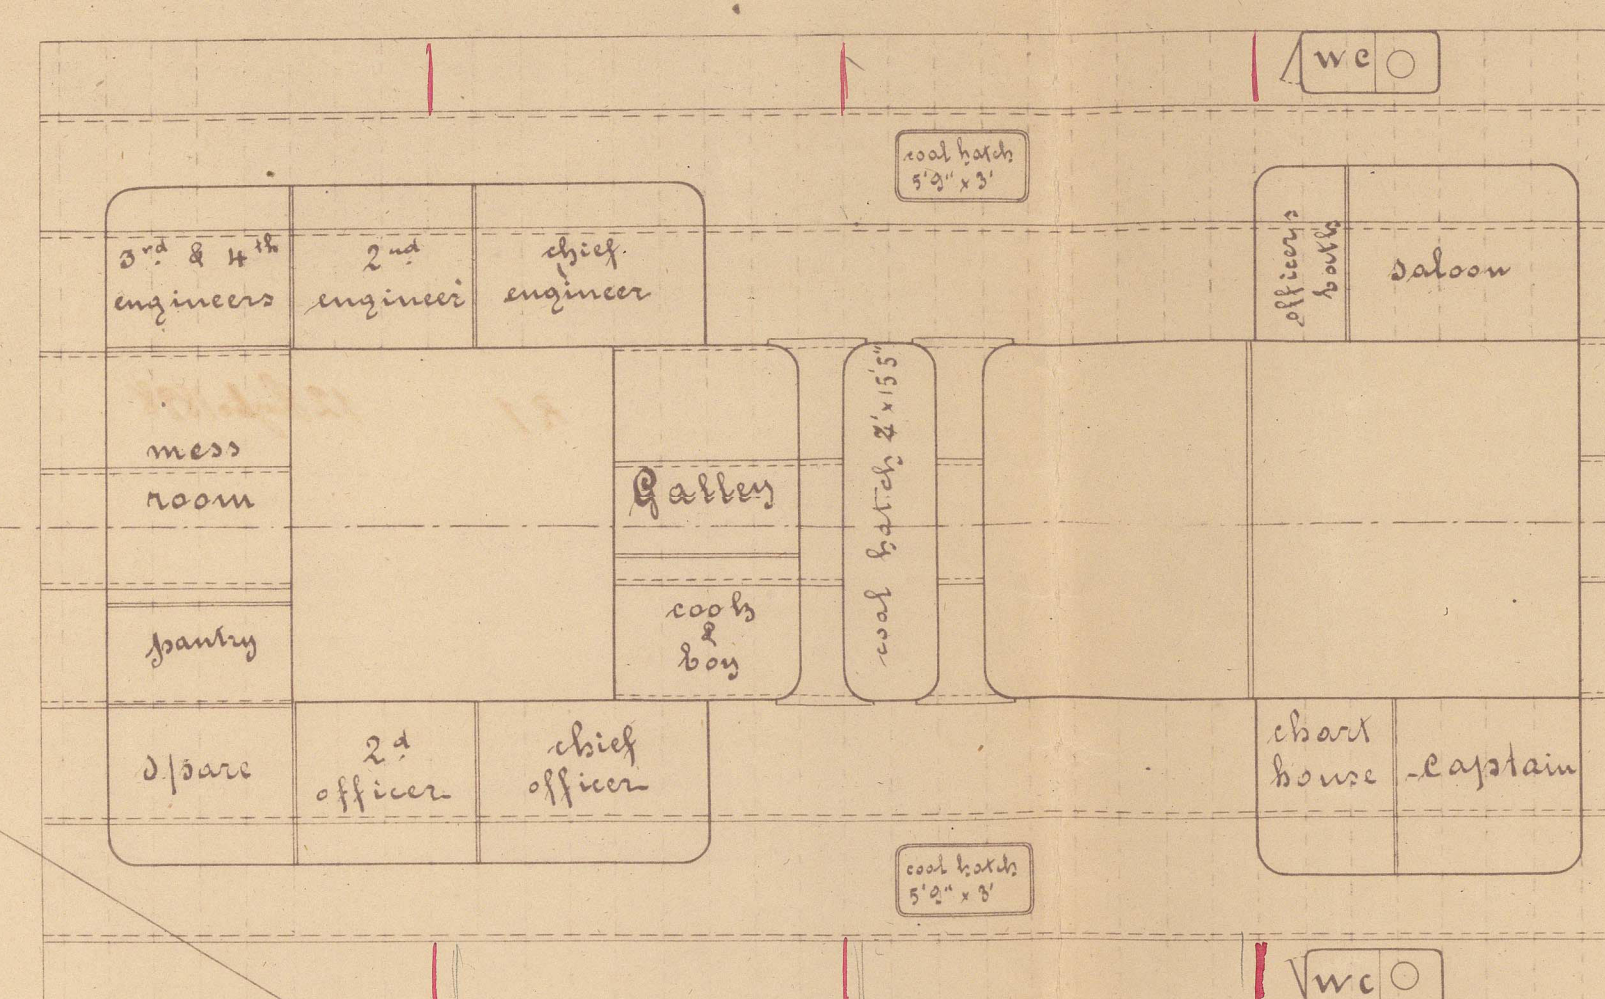 wc
coal hatch
5'9" x 3'
3rd & 4th
engineers
2nd
engineer
chief
engineer
officers
bath
saloon
mess
room
Galley
coal hatch 4' x 15'5"
pantry
cook
&
boy
spare
2d
officer
chief
officer
chart
house
captain
coal hatch
5'9" x 3'
wc